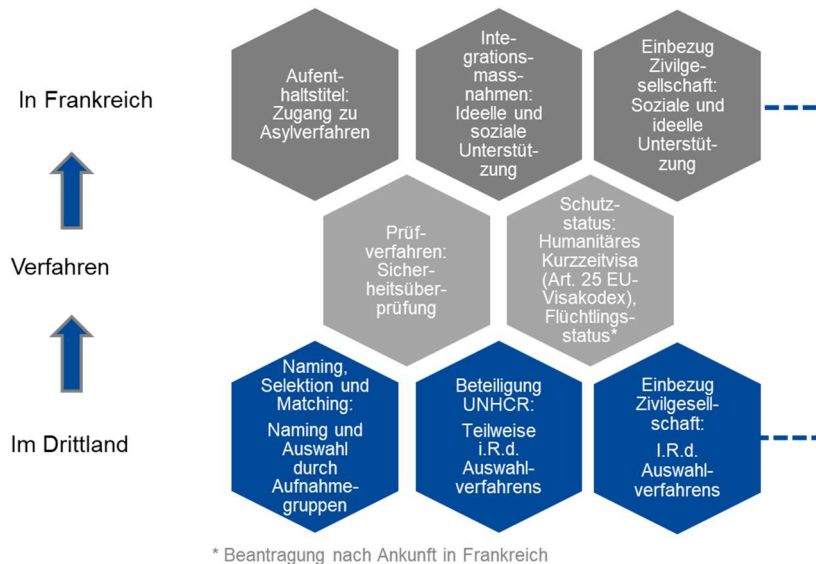 In Frankreich
Aufent-
haltstitel:
Zugang zu
Asylverfahren
Inte-
grations-
mass-
nahmen:
Ideelle und
soziale
Unterstüt-
zung
Einbezug
Zivilge-
sellschaft:
Soziale und
ideelle
Unterstüt-
zung
Verfahren
Prüf-
verfahren:
Sicher-
heitsüber-
prüfung
Schutz-
status:
Humanitäres
Kurzzeitvisa
(Art. 25 EU-
Visakodex),
Flüchtlings-
status*
Im Drittland
Naming,
Selektion und
Matching:
Naming und
Auswahl
durch
Aufnahme-
gruppen
Beteiligung
UNHCR:
Teilweise
i.R.d.
Auswahl-
verfahrens
Einbezug
Zivilgesell-
schaft:
I.R.d.
Auswahl-
verfahrens
* Beantragung nach Ankunft in Frankreich